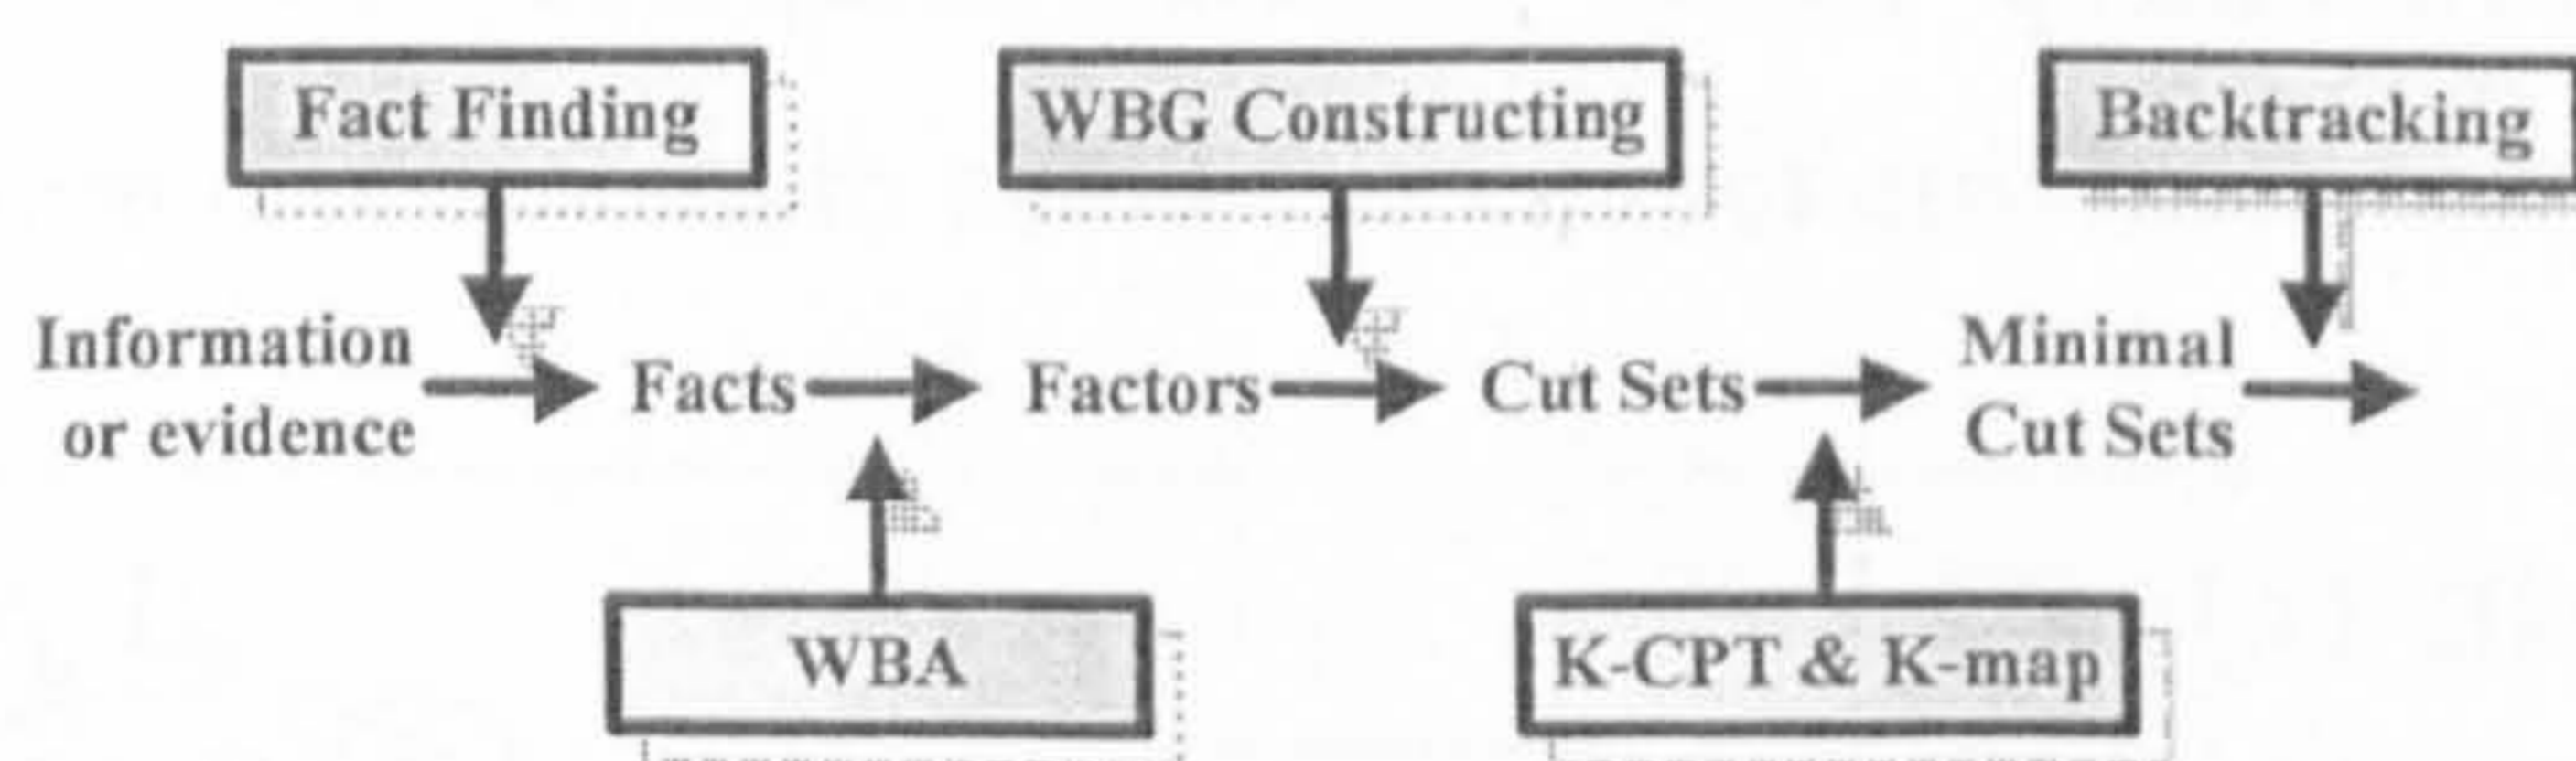 Fact Finding
WBG Constructing
Backtracking
Information
or evidence
Facts
Factors
Cut Sets
Minimal
Cut Sets
WBA
K-CPT & K-map